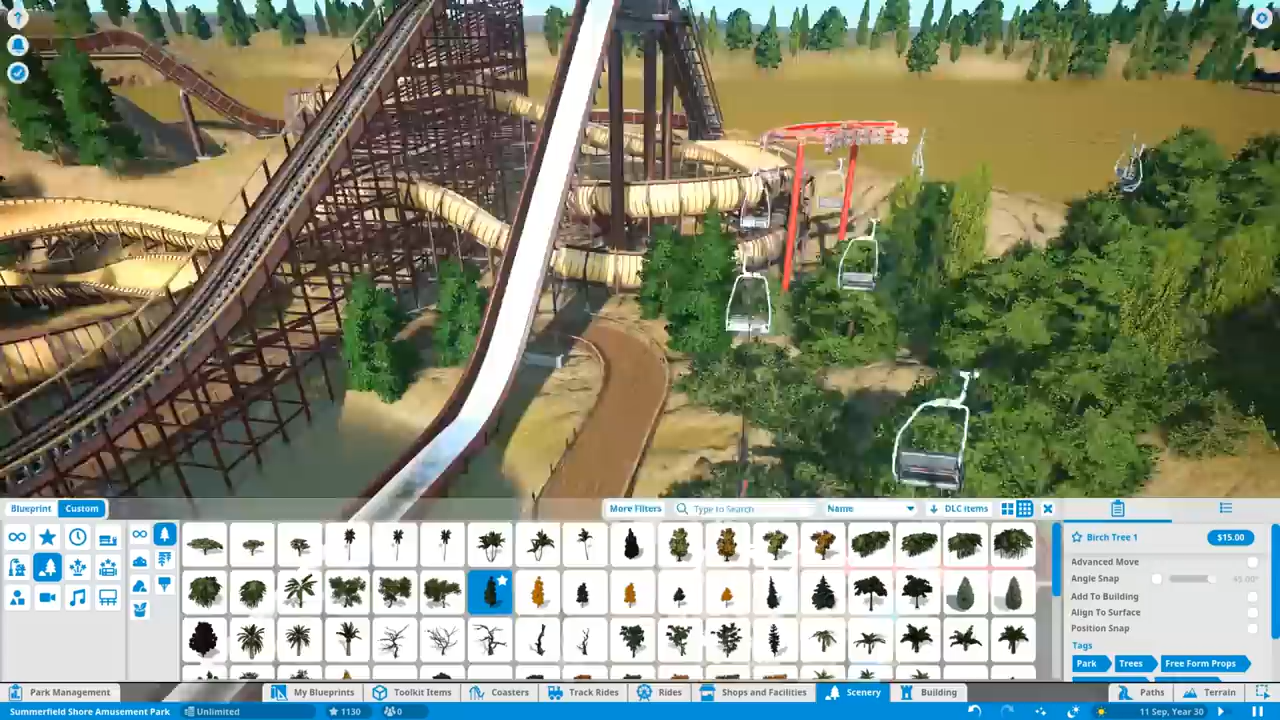 Blueprint Custom More Filters Type to Search Name DLC Items
Birch Tree 1 $15.00
Advanced Move
Angle Snap 45.00°
Add To Building
Align To Surface
Position Snap
Tags
Park Trees Free Form Props
Park Management My Blueprints Toolkit Items Coasters Track Rides Rides Shops and Facilities Scenery Building Paths Terrain
Summerfield Shore Amusement Park Unlimited 1130 0 11 Sep, Year 30